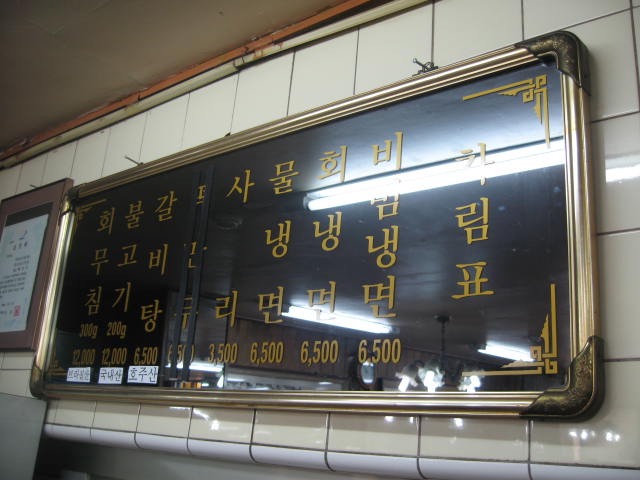 차림표
비빔냉면
6,500
회냉면
6,500
물냉면
6,500
사리
3,500
만두
갈비탕
6,500
호주산
불고기
200g
12,000
국내산
회무침
300g
12,000